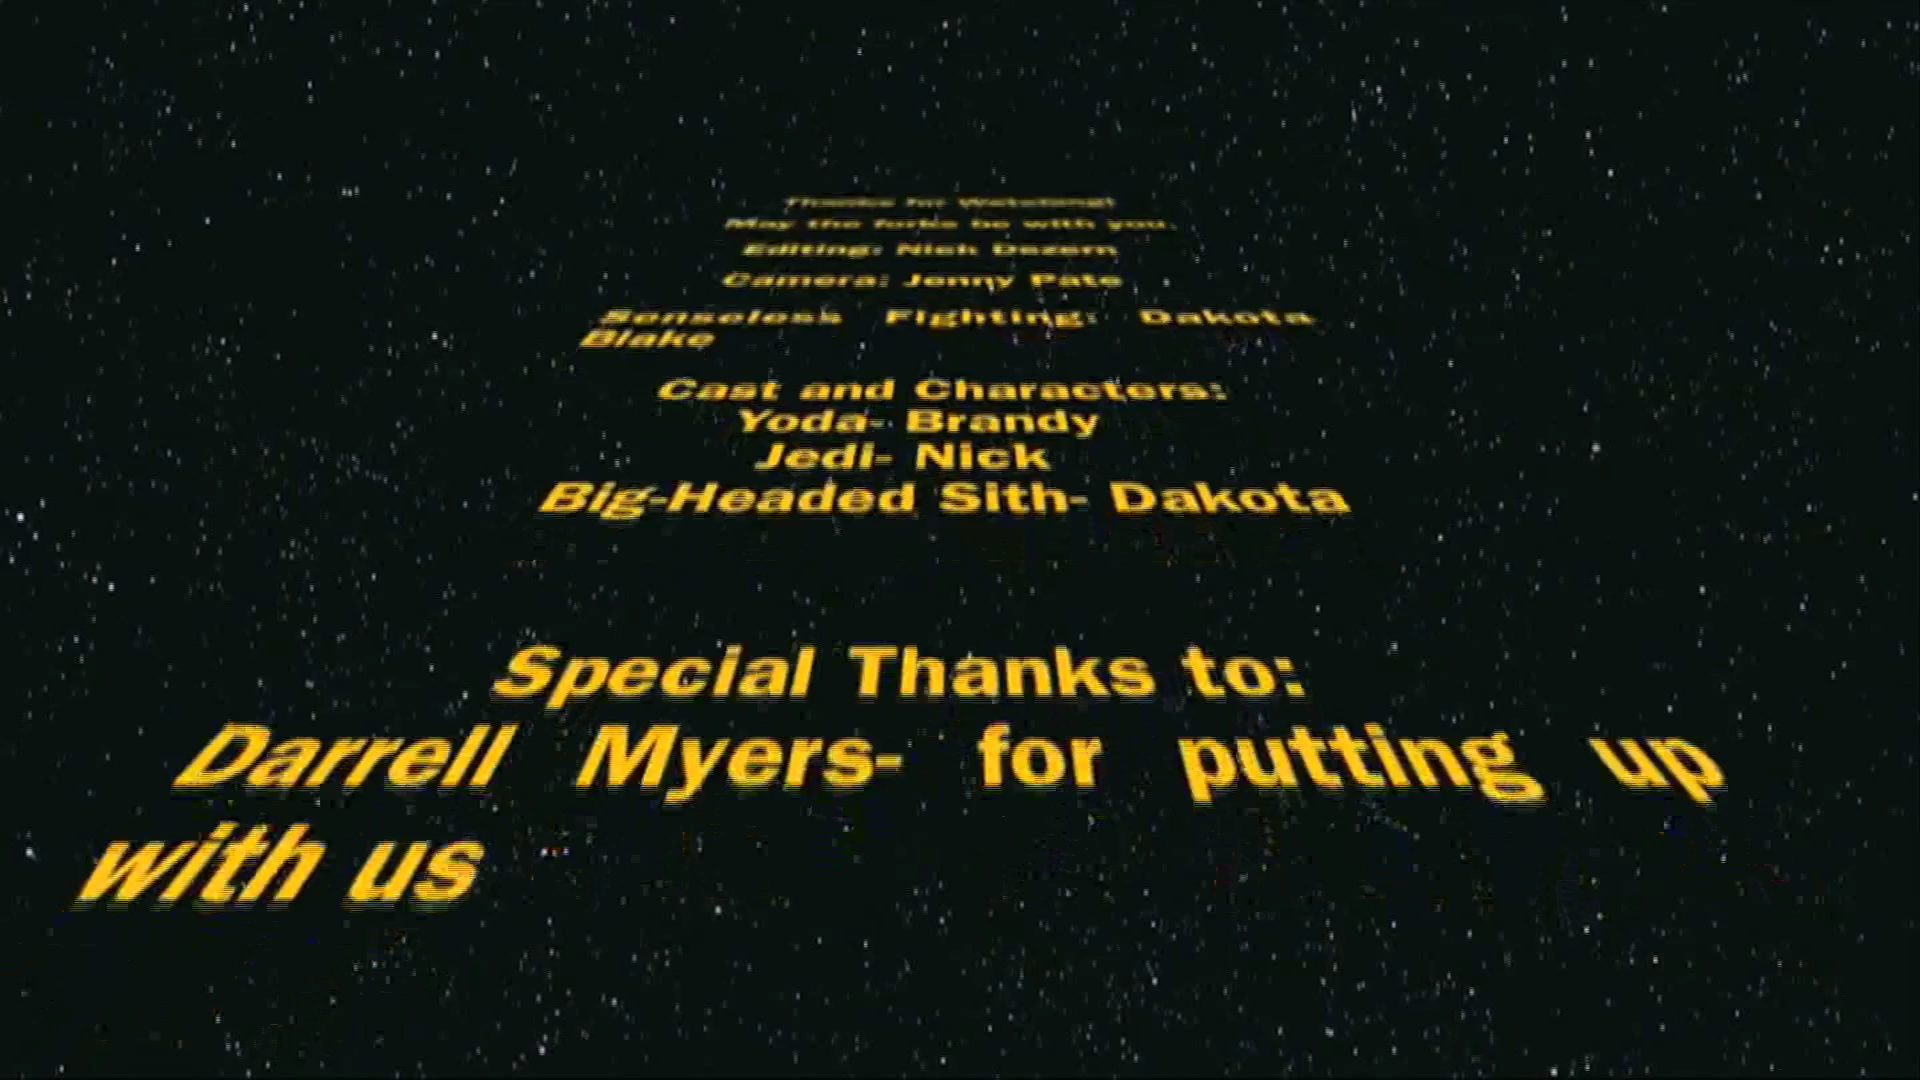 Thanks for Watching!
May the forks be with you.
Editing: Nick Dezern
Camera: Jenny Pate
Senseless Fighting: Dakota
Blake
Cast and Characters:
Yoda- Brandy
Jedi- Nick
Big-Headed Sith- Dakota
Special Thanks to:
Darrell Myers- for putting up
with us